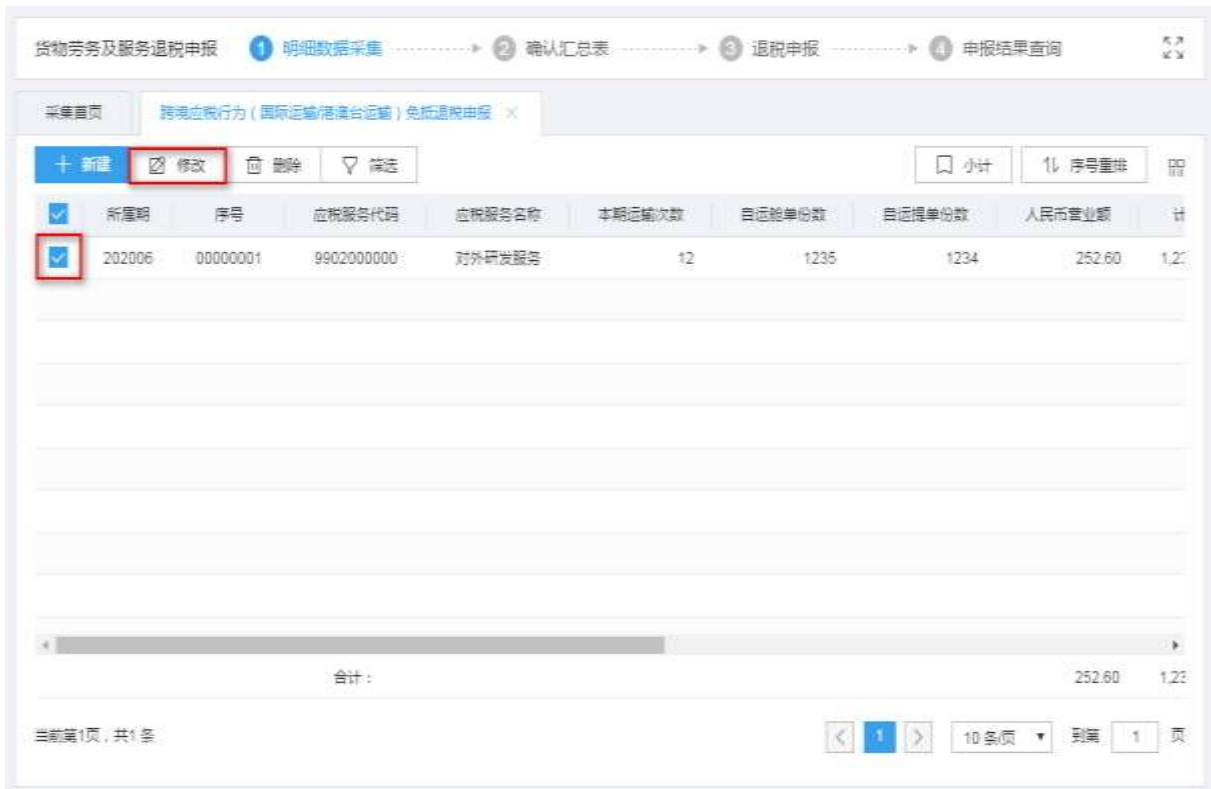 货物劳务及服务退税申报 1 明细数据采集 2 确认汇总表 3 退税申报 4 申报结果查询
采集首页 跨境应税行为（国际运输/港澳台运输）免抵退税申报
新建 修改 删除 筛选 小计 序号重排
所属期 序号 应税服务代码 应税服务名称 本期运输次数 自运舱单份数 自运提单份数 人民币营业额 计
202006 00000001 9902000000 对外研发服务 12 1235 1234 252.60 1,23
合计： 252.60 1,23
当前第1页，共1 条 < 1 > 10 条/页 到第 1 页